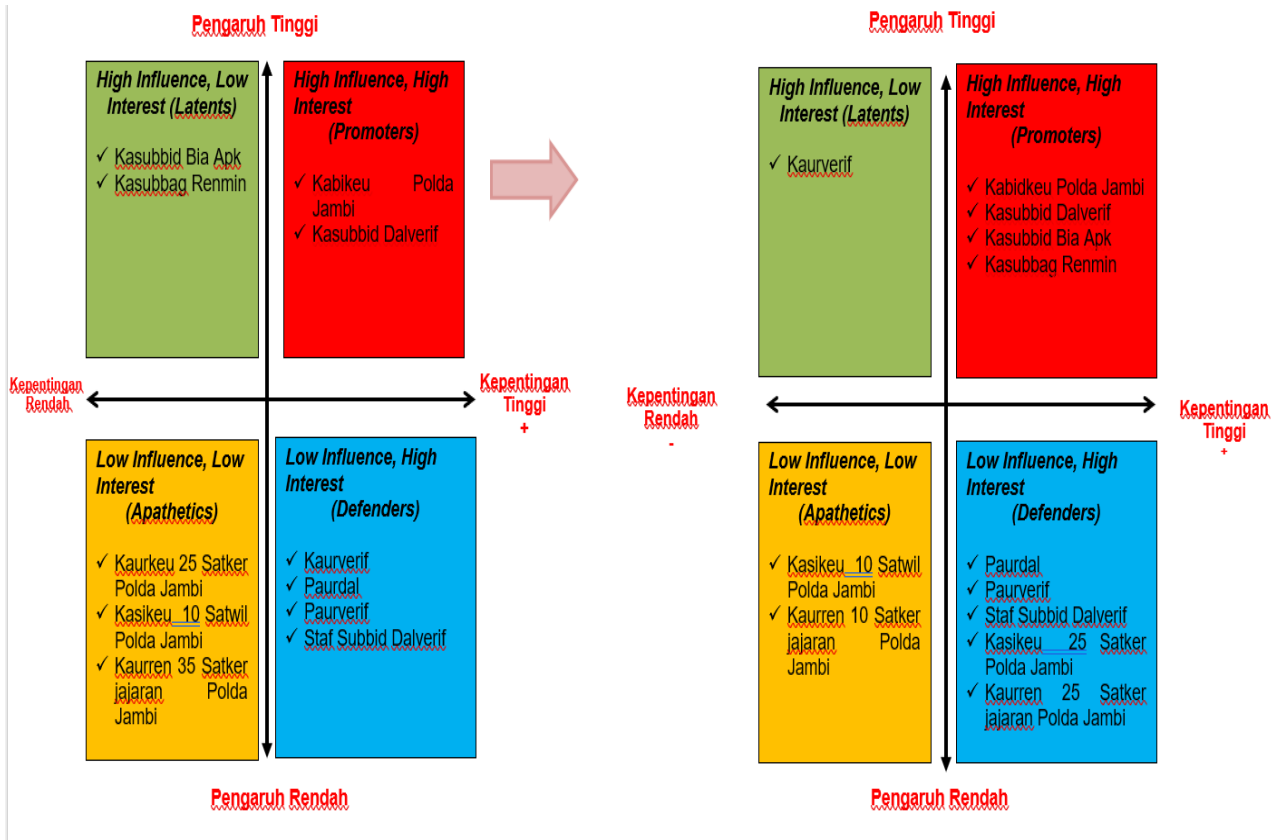 Pengaruh Tinggi
High Influence, Low
Interest (Latents)
✓ Kasubbid Bia Apk
✓ Kasubbag Renmin
High Influence, High
Interest
(Promoters)
✓ Kabikeu Polda
Jambi
✓ Kasubbid Dalverif
Kepentingan
Rendah
Kepentingan
Tinggi
+
Low Influence, Low
Interest
(Apathetics)
✓ Kaurkeu 25 Satker
Polda Jambi
✓ Kasikeu 10 Satwil
Polda Jambi
✓ Kaurren 35 Satker
jajaran Polda
Jambi
Low Influence, High
Interest
(Defenders)
✓ Kaurverif
✓ Paurdal
✓ Paurverif
✓ Staf Subbid Dalverif
Pengaruh Rendah
Pengaruh Tinggi
High Influence, Low
Interest (Latents)
✓ Kaurverif
High Influence, High
Interest
(Promoters)
✓ Kabidkeu Polda Jambi
✓ Kasubbid Dalverif
✓ Kasubbid Bia Apk
✓ Kasubbag Renmin
Kepentingan
Rendah
-
Kepentingan
Tinggi
+
Low Influence, Low
Interest
(Apathetics)
✓ Kasikeu 10 Satwil
Polda Jambi
✓ Kaurren 10 Satker
jajaran Polda
Jambi
Low Influence, High
Interest
(Defenders)
✓ Paurdal
✓ Paurverif
✓ Staf Subbid Dalverif
✓ Kasikeu 25 Satker
Polda Jambi
✓ Kaurren 25 Satker
jajaran Polda Jambi
Pengaruh Rendah